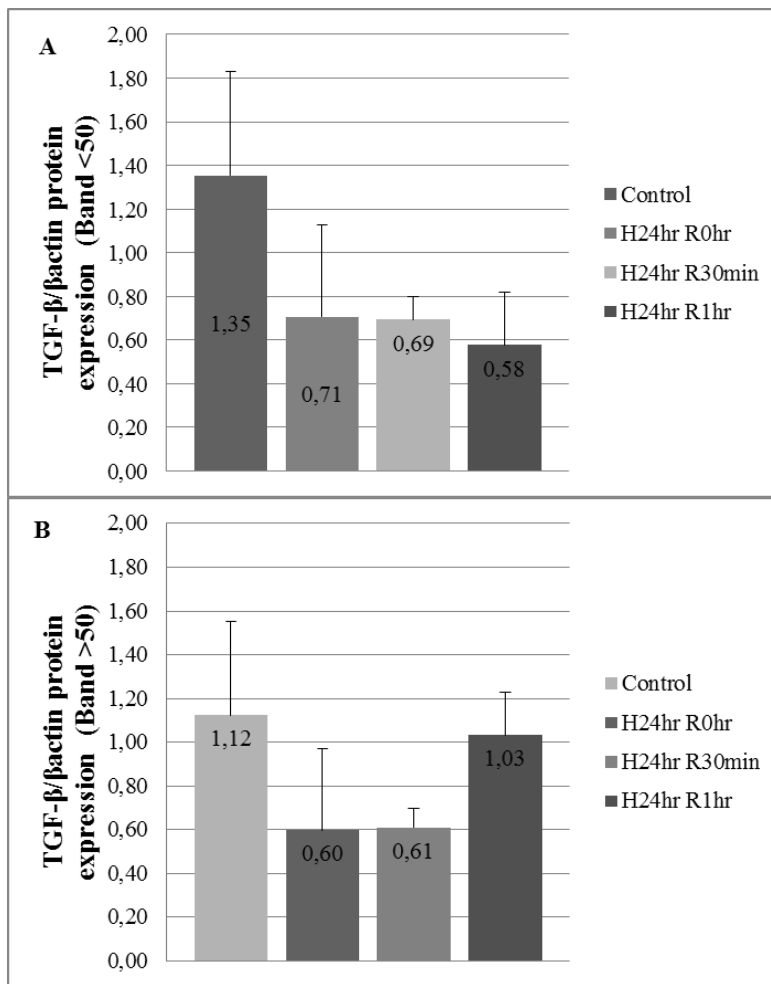 A
TGF-β/βactin protein
expression (Band <50)
2,00
1,80
1,60
1,40
1,20
1,00
0,80
0,60
0,40
0,20
0,00
1,35
0,71
0,69
0,58
Control
H24hr R0hr
H24hr R30min
H24hr R1hr
B
TGF-β/βactin protein
expression (Band >50)
2,00
1,80
1,60
1,40
1,20
1,00
0,80
0,60
0,40
0,20
0,00
1,12
0,60
0,61
1,03
Control
H24hr R0hr
H24hr R30min
H24hr R1hr